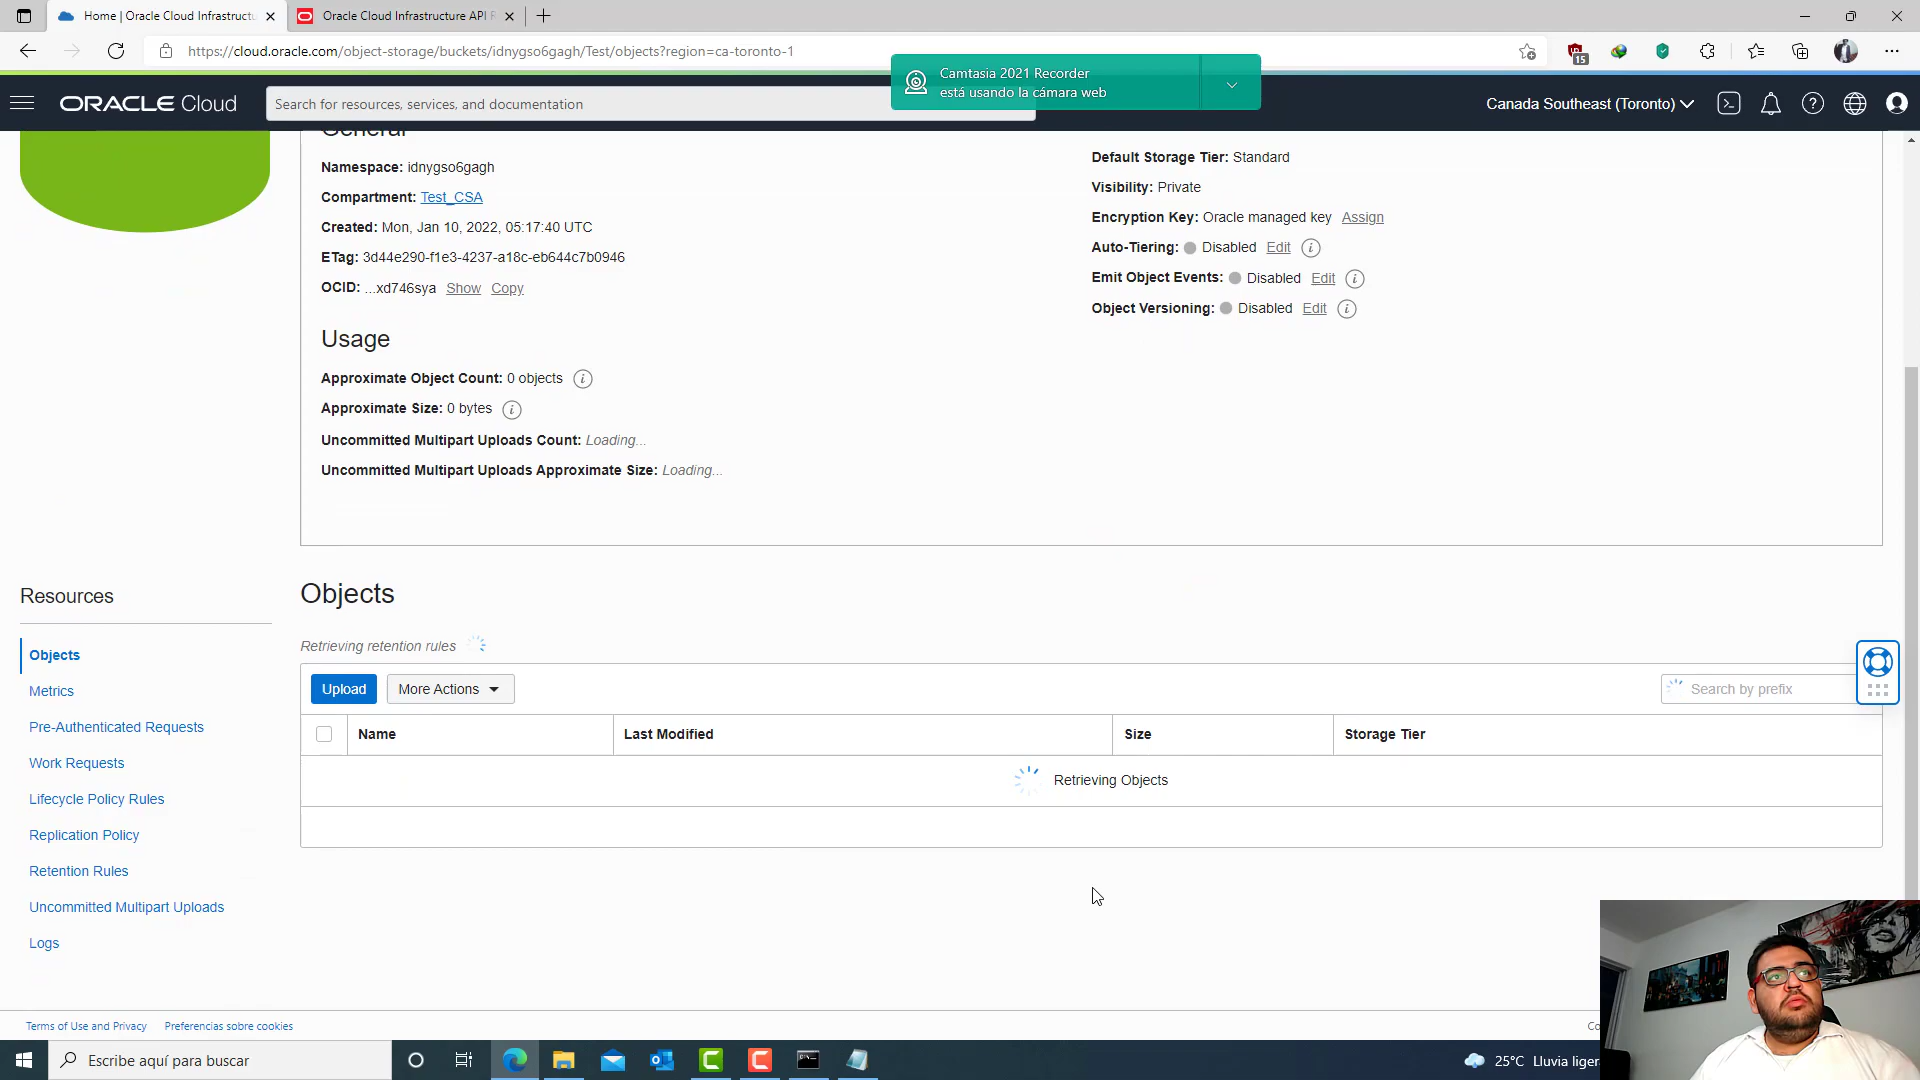 Home | Oracle Cloud Infrastructu
Oracle Cloud Infrastructure API R
https://cloud.oracle.com/object-storage/buckets/idnygso6gagh/Test/objects?region=ca-toronto-1
15
Camtasia 2021 Recorder
está usando la cámara web
ORACLE Cloud
Search for resources, services, and documentation
Canada Southeast (Toronto)
General
Namespace: idnygso6gagh
Compartment: Test_CSA
Created: Mon, Jan 10, 2022, 05:17:40 UTC
ETag: 3d44e290-f1e3-4237-a18c-eb644c7b0946
OCID: ...xd746sya Show Copy
Default Storage Tier: Standard
Visibility: Private
Encryption Key: Oracle managed key Assign
Auto-Tiering: Disabled Edit
Emit Object Events: Disabled Edit
Object Versioning: Disabled Edit
Usage
Approximate Object Count: 0 objects
Approximate Size: 0 bytes
Uncommitted Multipart Uploads Count: Loading...
Uncommitted Multipart Uploads Approximate Size: Loading...
Resources
Objects
Metrics
Pre-Authenticated Requests
Work Requests
Lifecycle Policy Rules
Replication Policy
Retention Rules
Uncommitted Multipart Uploads
Logs
Objects
Retrieving retention rules
Upload
More Actions
Search by prefix
Name
Last Modified
Size
Storage Tier
Retrieving Objects
Terms of Use and Privacy
Preferencias sobre cookies
Co
Escribe aquí para buscar
25°C Lluvia liger